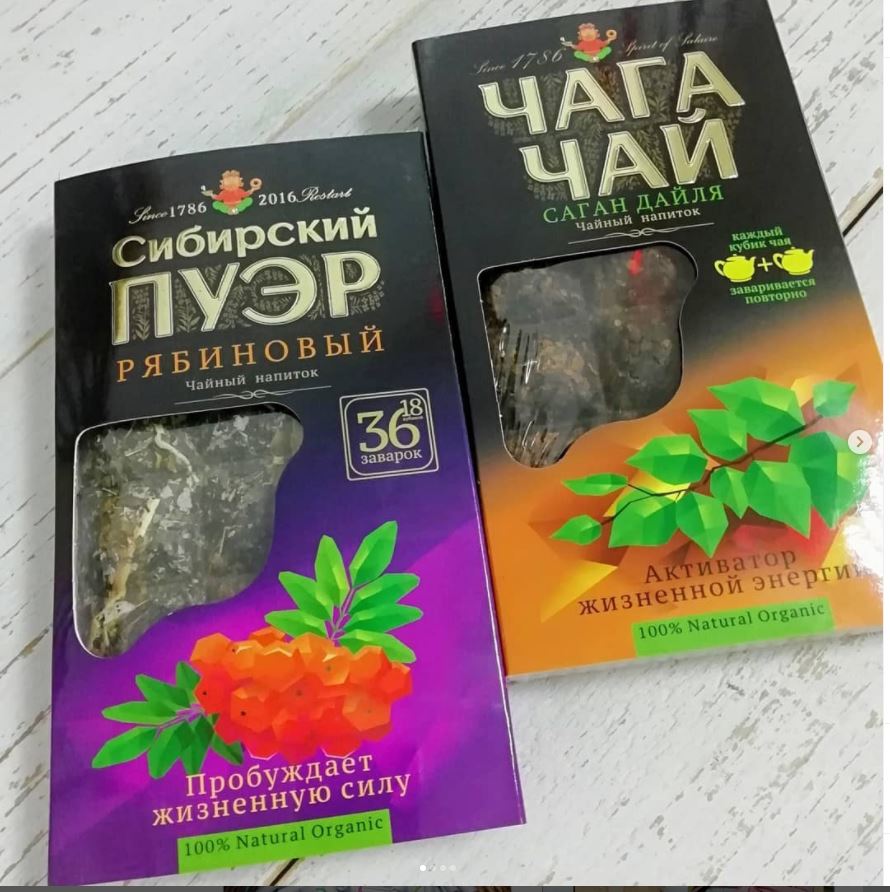 Since 1786 2016 Restart
Сибирский
ПУЭР
РЯБИНОВЫЙ
Чайный напиток
36 18
заварок
Пробуждает
жизненную силу
100% Natural Organic
Since 1786 Spirit of
ЧАГА
ЧАЙ
САГАН ДАЙЛЯ
Чайный напиток
каждый
кубик чая
+
заваривается
повторно
Активатор
жизненной энергии
100% Natural Organic